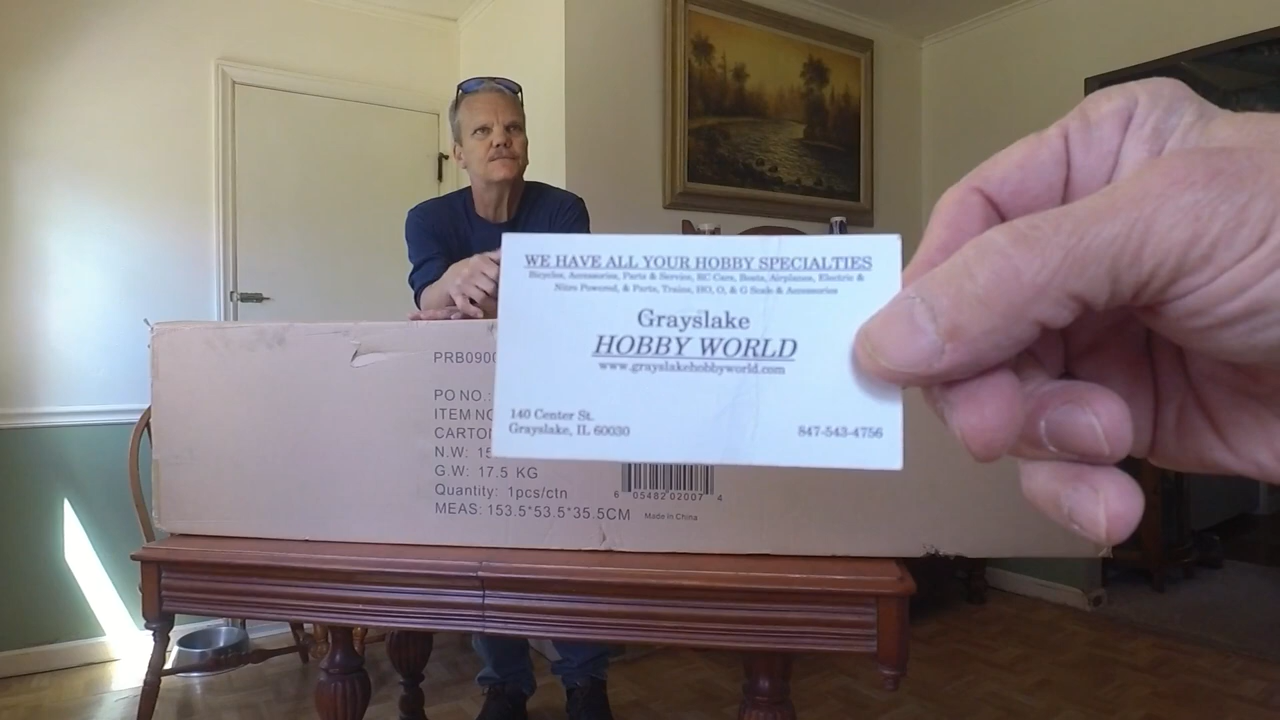 WE HAVE ALL YOUR HOBBY SPECIALTIES
Bicycles, Accessories, Parts & Service, RC Cars, Boats, Airplanes, Electric &
Nitro Powered, & Parts, Trains, HO, O, & G Scale & Accessories
Grayslake
HOBBY WORLD
www.grayslakehobbyworld.com
140 Center St.
Grayslake, IL 60030
847-543-4756
PRB0900
PO NO.:
ITEM NO
CARTON
N.W: 15
G.W: 17.5 KG
Quantity: 1pcs/ctn
MEAS: 153.5*53.5*35.5CM
6 05482 02007 4
Made in China